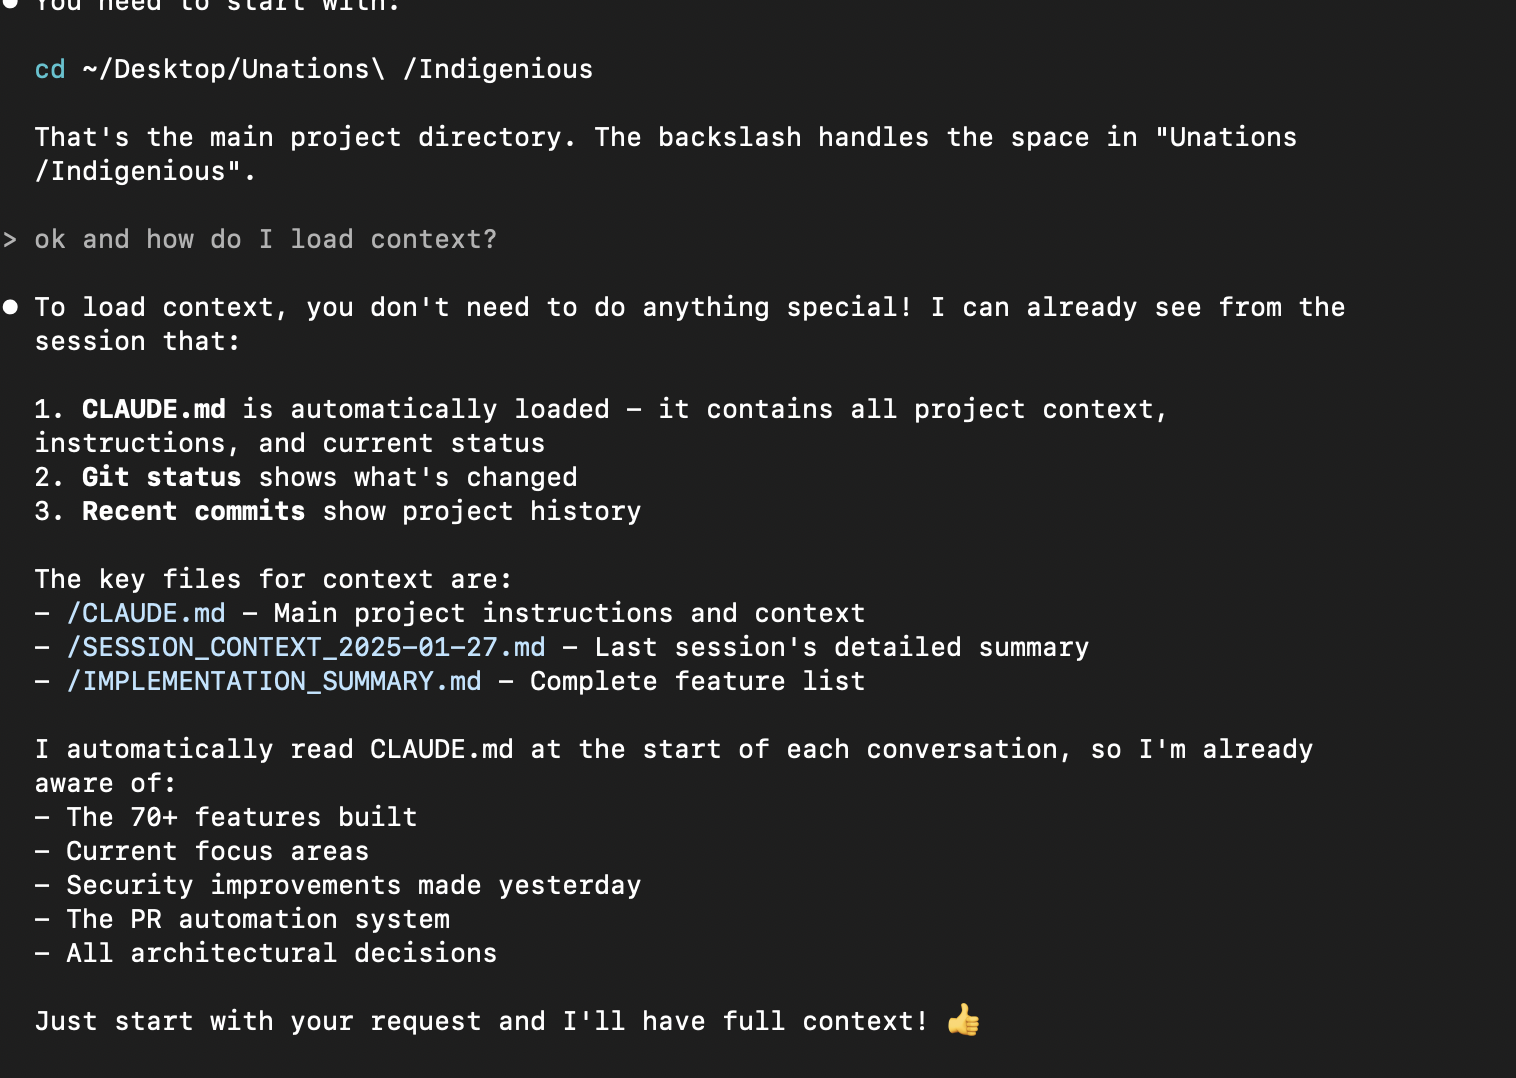 ● You need to start with:
cd ~/Desktop/Unations\ /Indigenious
That's the main project directory. The backslash handles the space in "Unations
/Indigenious".
> ok and how do I load context?
● To load context, you don't need to do anything special! I can already see from the
session that:
1. CLAUDE.md is automatically loaded – it contains all project context,
instructions, and current status
2. Git status shows what's changed
3. Recent commits show project history
The key files for context are:
– /CLAUDE.md – Main project instructions and context
– /SESSION_CONTEXT_2025–01–27.md – Last session's detailed summary
– /IMPLEMENTATION_SUMMARY.md – Complete feature list
I automatically read CLAUDE.md at the start of each conversation, so I'm already
aware of:
– The 70+ features built
– Current focus areas
– Security improvements made yesterday
– The PR automation system
– All architectural decisions
Just start with your request and I'll have full context! 👍